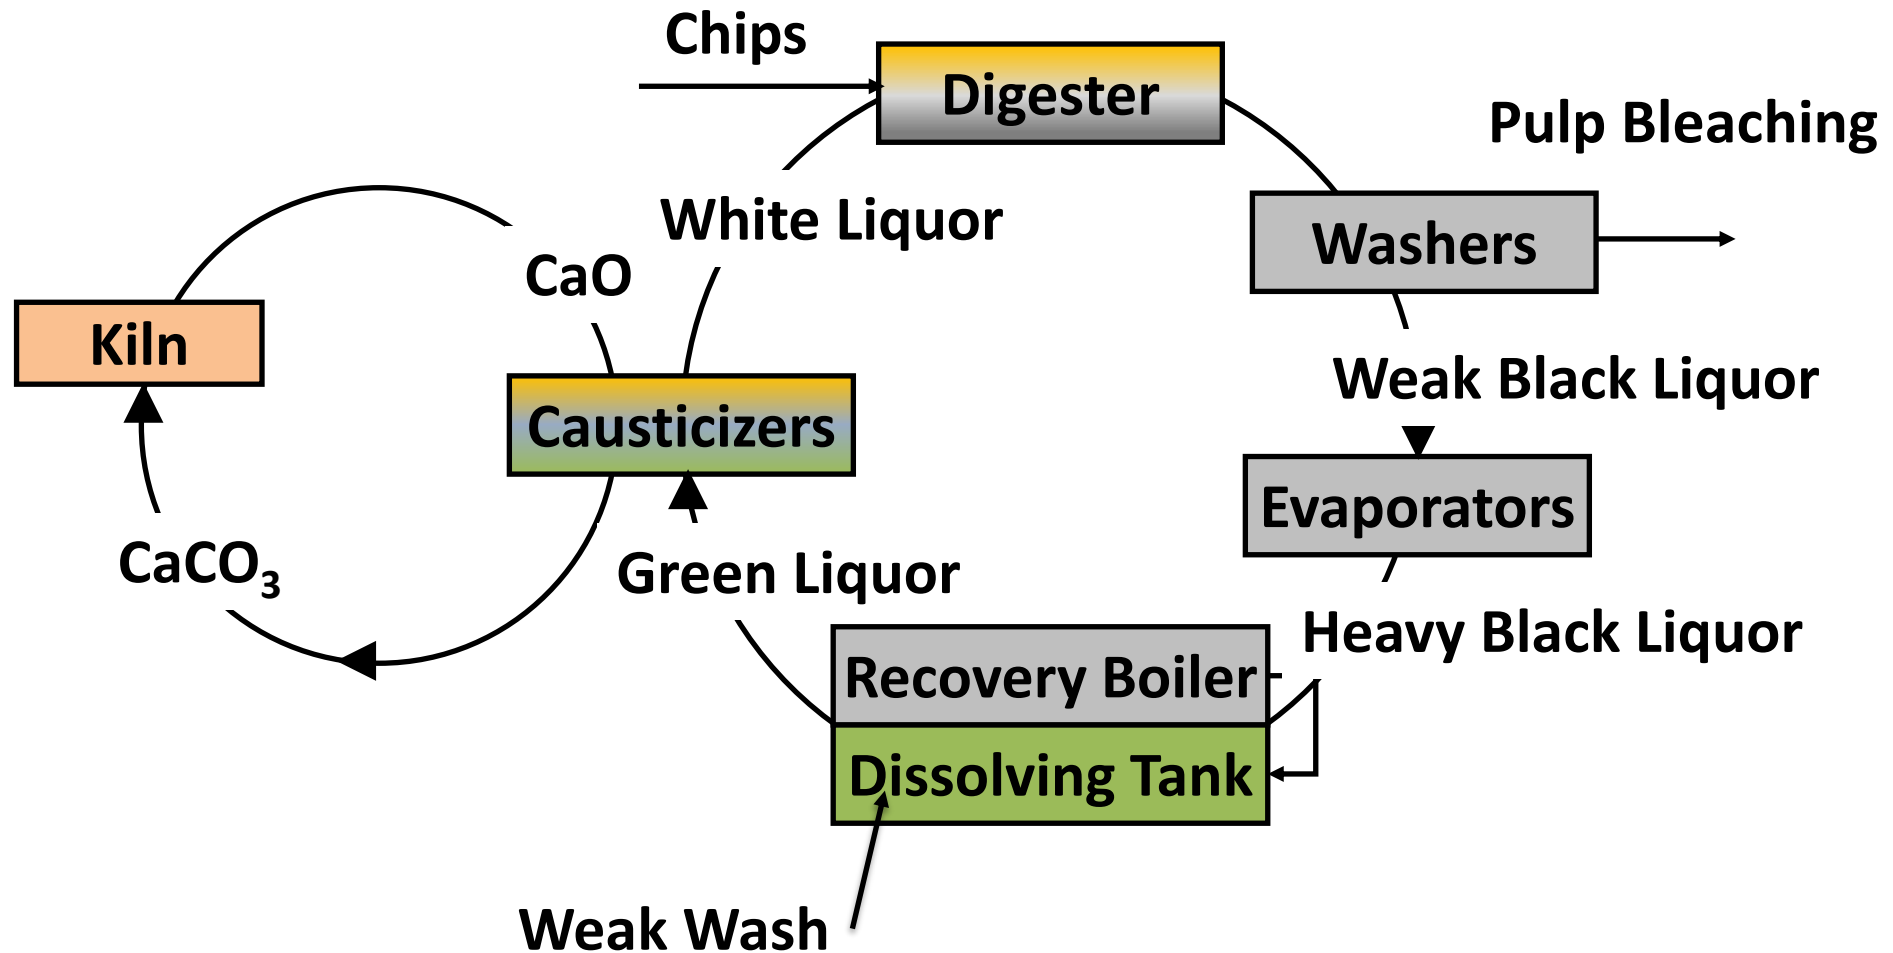 Chips
Digester
Pulp Bleaching
White Liquor
Washers
CaO
Kiln
Weak Black Liquor
Causticizers
Evaporators
CaCO₃
Green Liquor
Heavy Black Liquor
Recovery Boiler
Dissolving Tank
Weak Wash